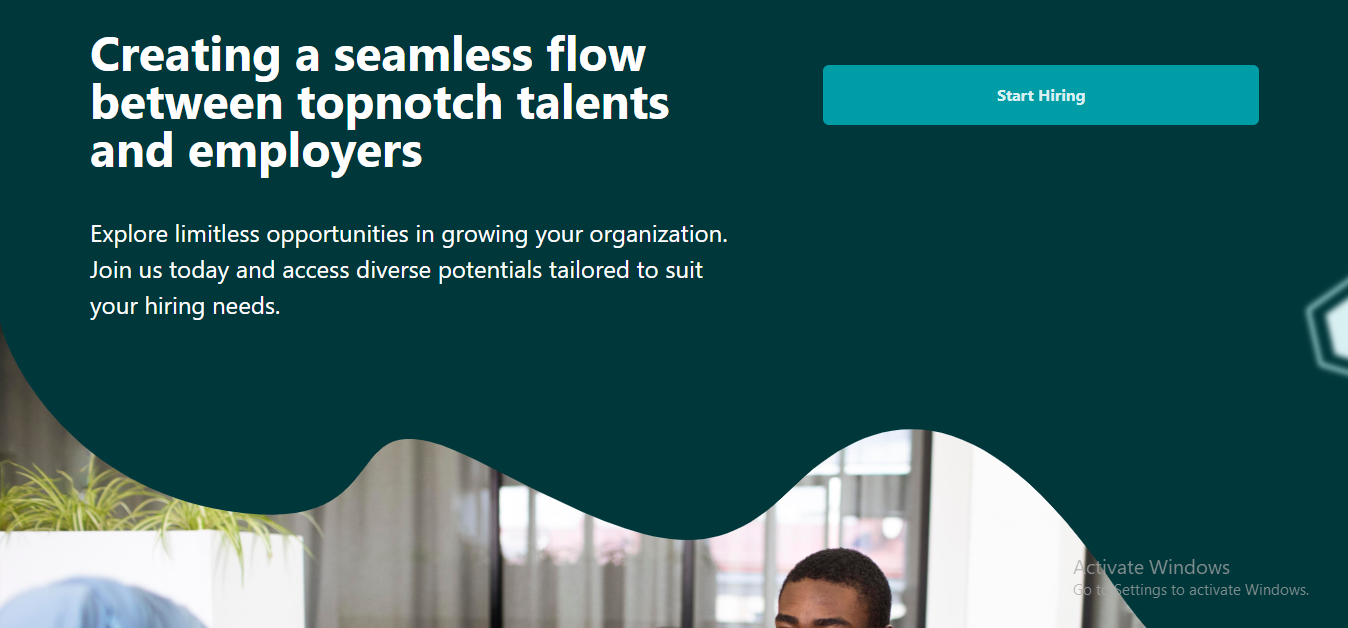 Creating a seamless flow
between topnotch talents
and employers
Start Hiring
Explore limitless opportunities in growing your organization.
Join us today and access diverse potentials tailored to suit
your hiring needs.
Activate Windows
Go to Settings to activate Windows.